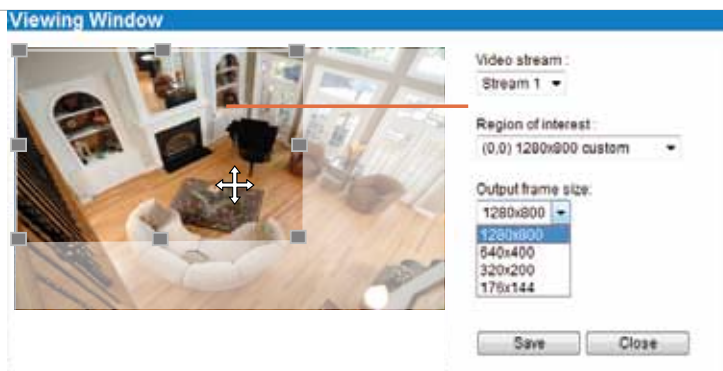 Viewing Window
Video stream :
Stream 1
Region of interest :
(0,0) 1280x800 custom
Output frame size:
1280x800
1280x800
640x400
320x200
176x144
Save
Close